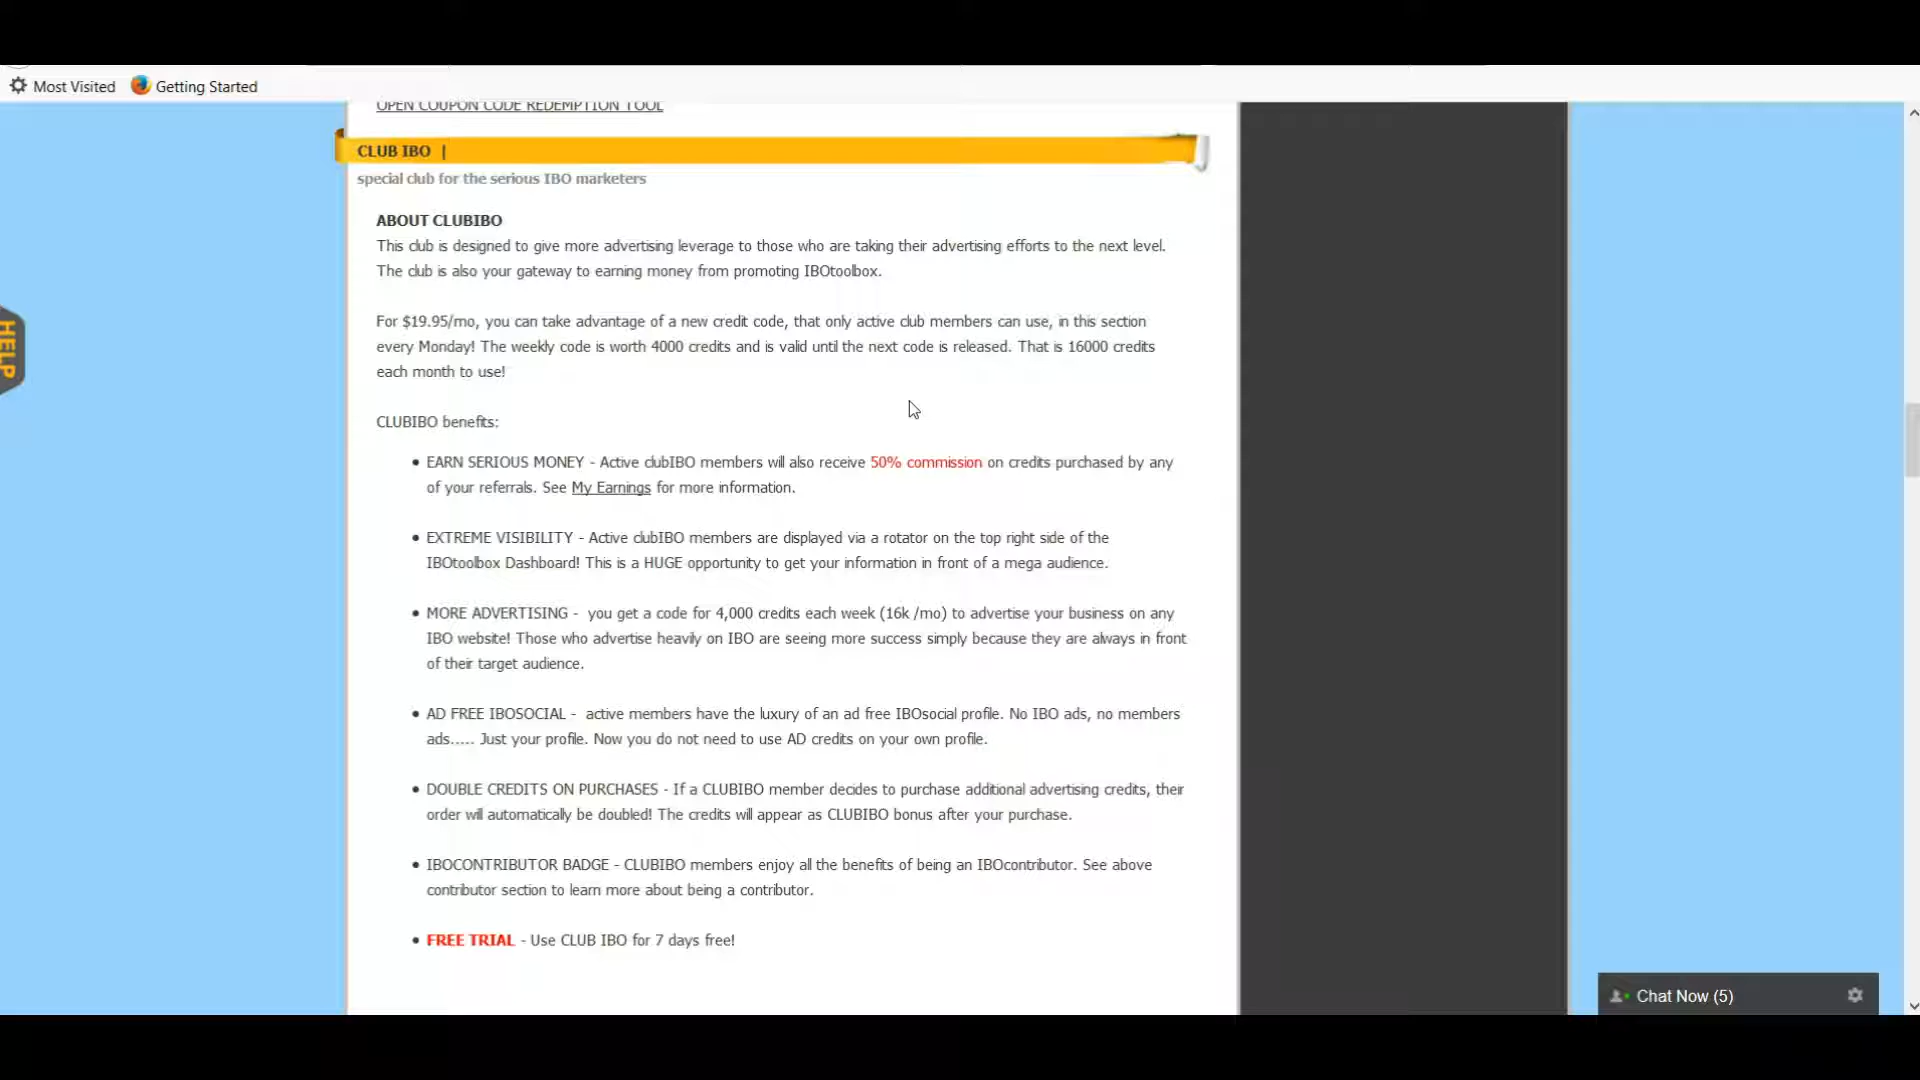 Most Visited Getting Started
OPEN COUPON CODE REDEMPTION TOOL
CLUB IBO |
special club for the serious IBO marketers
ABOUT CLUBIBO
This club is designed to give more advertising leverage to those who are taking their advertising efforts to the next level.
The club is also your gateway to earning money from promoting IBOtoolbox.
For $19.95/mo, you can take advantage of a new credit code, that only active club members can use, in this section
every Monday! The weekly code is worth 4000 credits and is valid until the next code is released. That is 16000 credits
each month to use!
HELP
CLUBIBO benefits:
• EARN SERIOUS MONEY - Active clubIBO members will also receive 50% commission on credits purchased by any
of your referrals. See My Earnings for more information.
• EXTREME VISIBILITY - Active clubIBO members are displayed via a rotator on the top right side of the
IBOtoolbox Dashboard! This is a HUGE opportunity to get your information in front of a mega audience.
• MORE ADVERTISING - you get a code for 4,000 credits each week (16k /mo) to advertise your business on any
IBO website! Those who advertise heavily on IBO are seeing more success simply because they are always in front
of their target audience.
• AD FREE IBOSOCIAL - active members have the luxury of an ad free IBOsocial profile. No IBO ads, no members
ads..... Just your profile. Now you do not need to use AD credits on your own profile.
• DOUBLE CREDITS ON PURCHASES - If a CLUBIBO member decides to purchase additional advertising credits, their
order will automatically be doubled! The credits will appear as CLUBIBO bonus after your purchase.
• IBOCONTRIBUTOR BADGE - CLUBIBO members enjoy all the benefits of being an IBOcontributor. See above
contributor section to learn more about being a contributor.
• FREE TRIAL - Use CLUB IBO for 7 days free!
Chat Now (5)